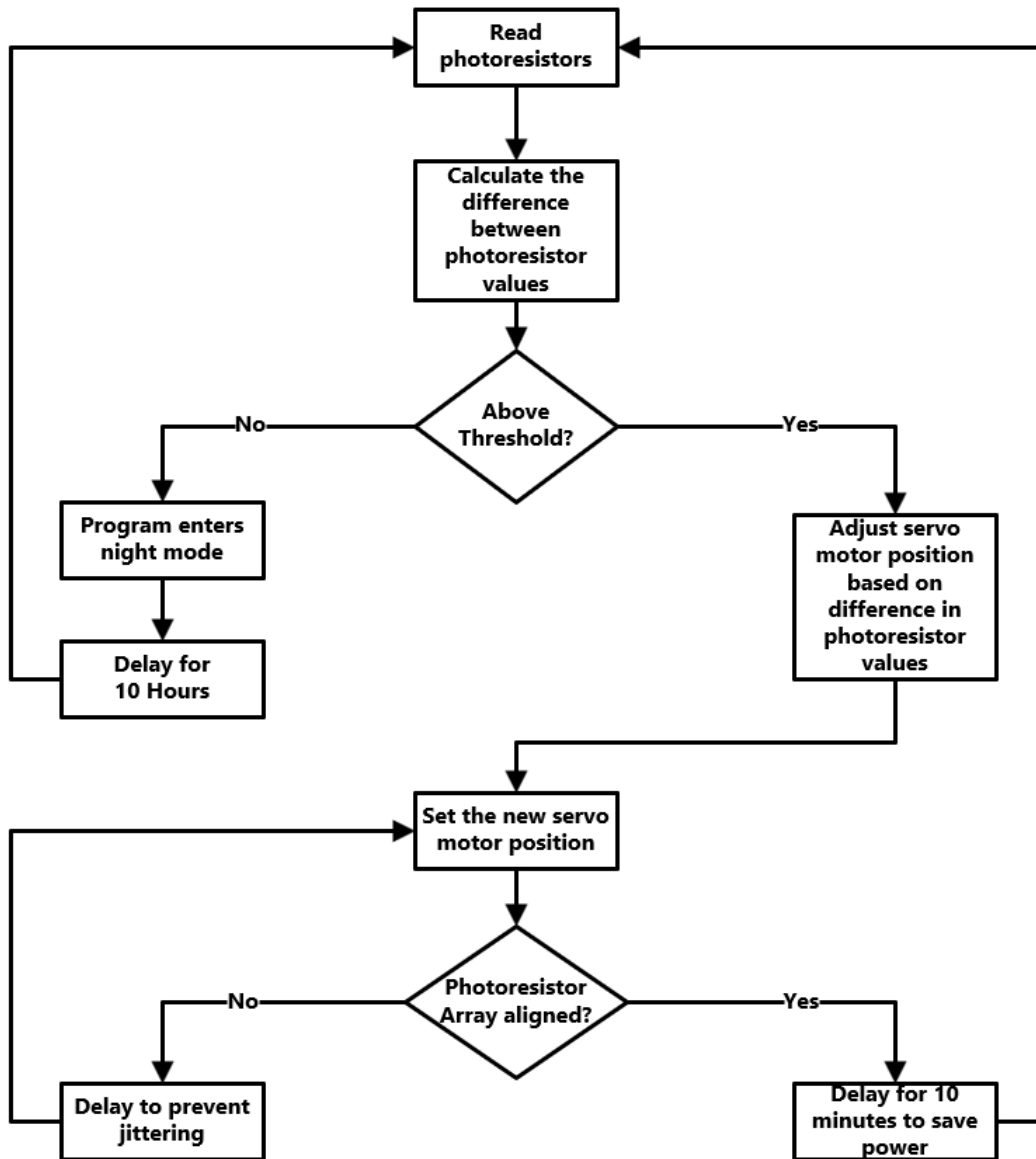 Read
photoresistors
Calculate the
difference
between
photoresistor
values
Above
Threshold?
No
Yes
Program enters
night mode
Delay for
10 Hours
Adjust servo
motor position
based on
difference in
photoresistor
values
Set the new servo
motor position
Photoresistor
Array aligned?
No
Yes
Delay to prevent
jittering
Delay for 10
minutes to save
power